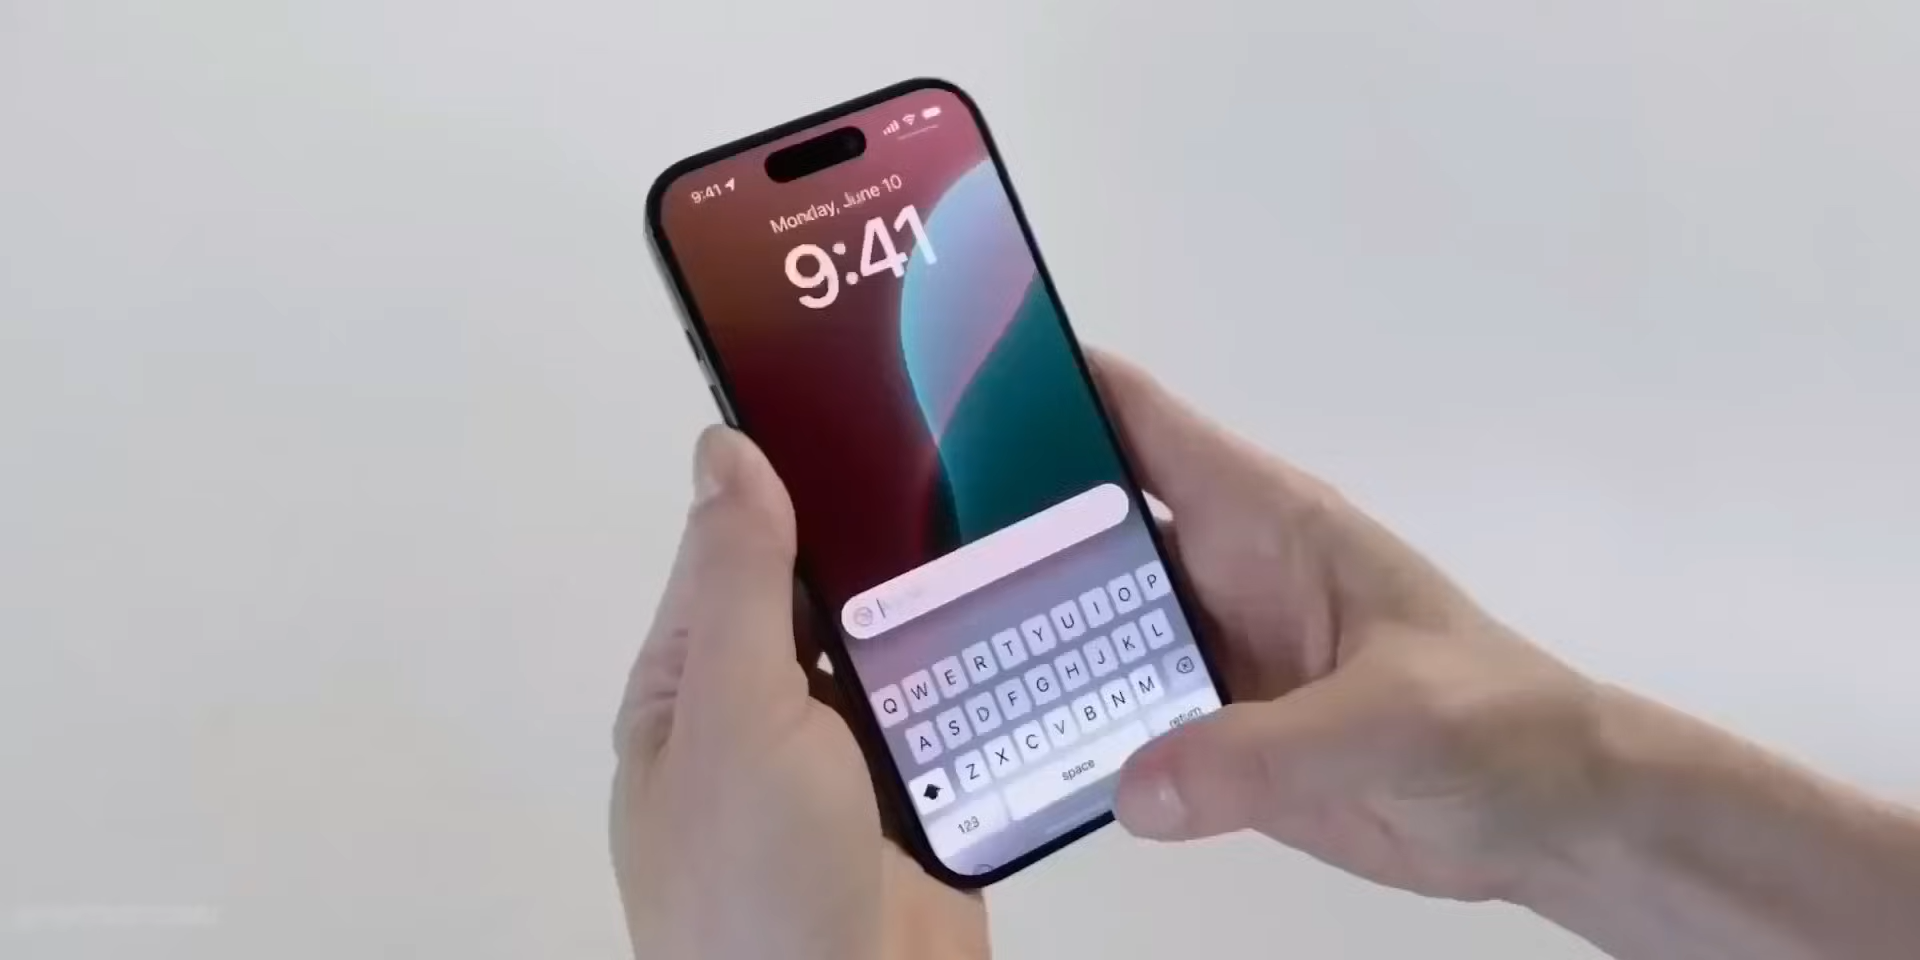 9:41
Monday, June 10
9:41
Q W E R T Y U I O P
A S D F G H J K L
Z X C V B N M
123 space return